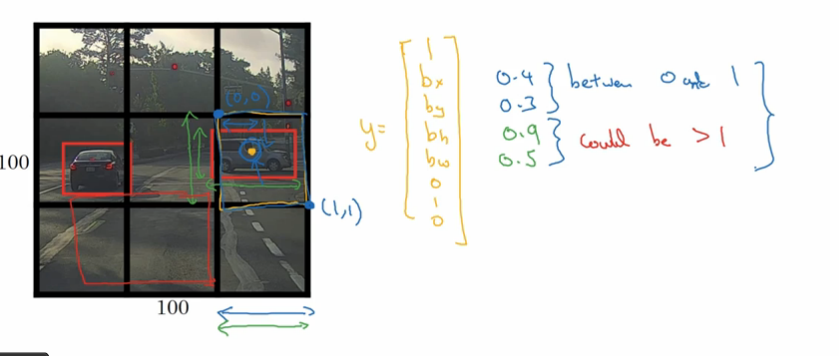 (0,0)
100
(1,1)
100
y=
1
bx
by
bh
bw
0
1
0
0.4
0.3
between 0 and 1
0.9
0.5
could be >1